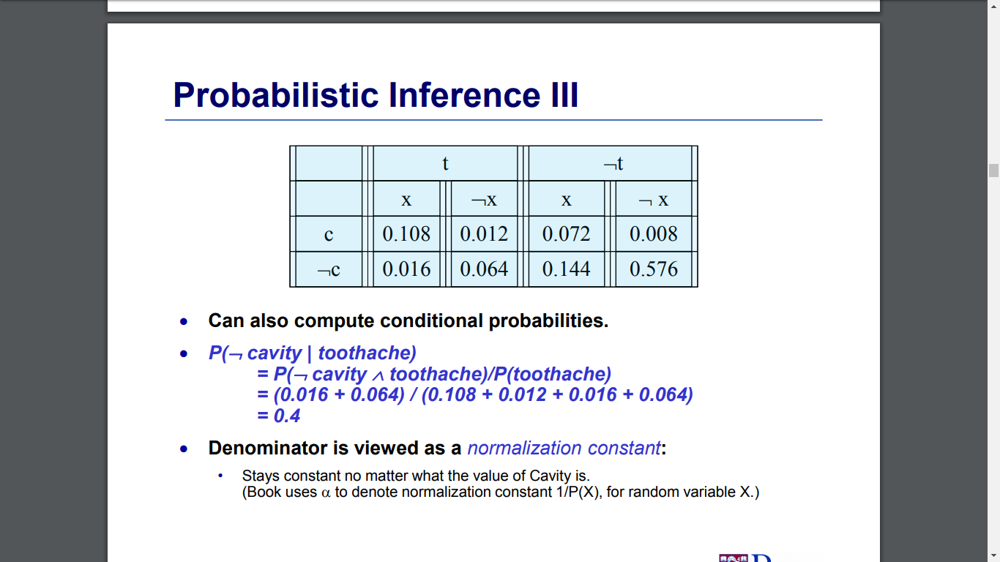 Probabilistic Inference III
t ¬t
x ¬x x ¬ x
c 0.108 0.012 0.072 0.008
¬c 0.016 0.064 0.144 0.576
• Can also compute conditional probabilities.
• P(¬ cavity | toothache)
= P(¬ cavity ∧ toothache)/P(toothache)
= (0.016 + 0.064) / (0.108 + 0.012 + 0.016 + 0.064)
= 0.4
• Denominator is viewed as a normalization constant:
• Stays constant no matter what the value of Cavity is.
(Book uses α to denote normalization constant 1/P(X), for random variable X.)